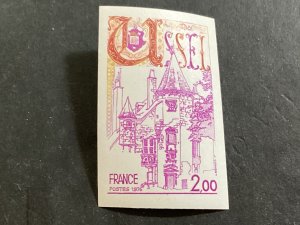 USSEL
FRANCE
POSTES 1976
2,00